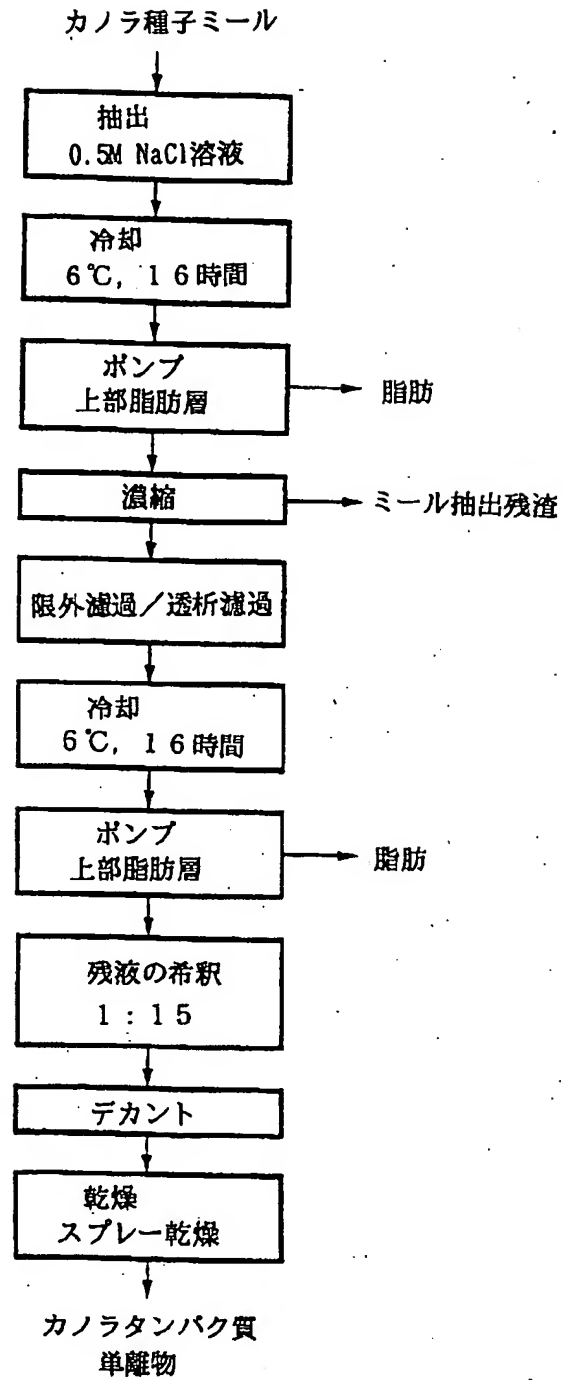 カノラ種子ミール
抽出
0.5M NaCl溶液
冷却
6℃, 16時間
ポンプ
上部脂肪層
脂肪
濃縮
ミール抽出残渣
限外濾過/透析濾過
冷却
6℃, 16時間
ポンプ
上部脂肪層
脂肪
残液の希釈
1:15
デカント
乾燥
スプレー乾燥
カノラタンパク質
単離物